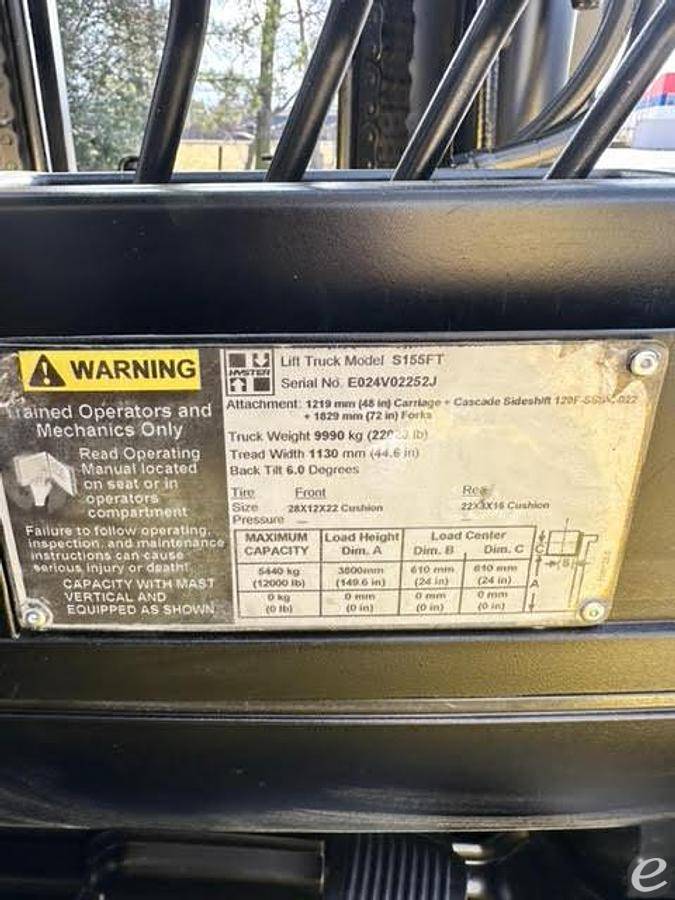 WARNING
Trained Operators and
Mechanics Only
Read Operating
Manual located
on seat or in
operators
compartment
Failure to follow operating,
inspection, and maintenance
instructions can cause
serious injury or death!
CAPACITY WITH MAST
VERTICAL AND
EQUIPPED AS SHOWN
HYSTER
Lift Truck Model S155FT
Serial No. E024V02252J
Attachment: 1219 mm (48 in) Carriage + Cascade Sideshift
+ 1829 mm (72 in) Forks
Truck Weight 9990 kg lb)
Tread Width 1130 mm (44.6 in)
Back Tilt 6.0 Degrees
Tire Front Rear
Size 28X12X22 Cushion Cushion
Pressure
MAXIMUM CAPACITY Load Height Dim. A Load Center Dim. B Dim. C
5440 kg 3800mm 610 mm 610 mm
(12000 lb) (149.6 in) (24 in) (24 in)
0 kg 0 mm 0 mm 0 mm
(0 lb) (0 in) (0 in) (0 in)
B C A
e